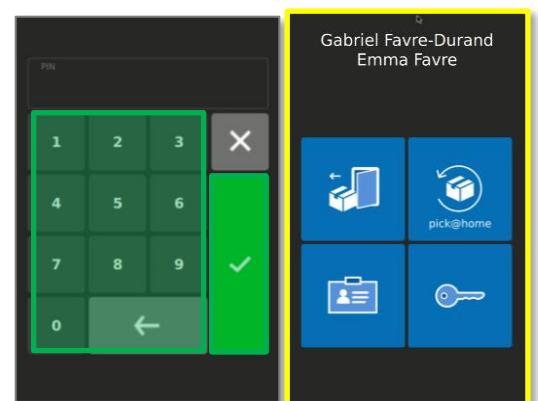 PIN
1 2 3
4 5 6
7 8 9
0
Gabriel Favre-Durand
Emma Favre
pick@home